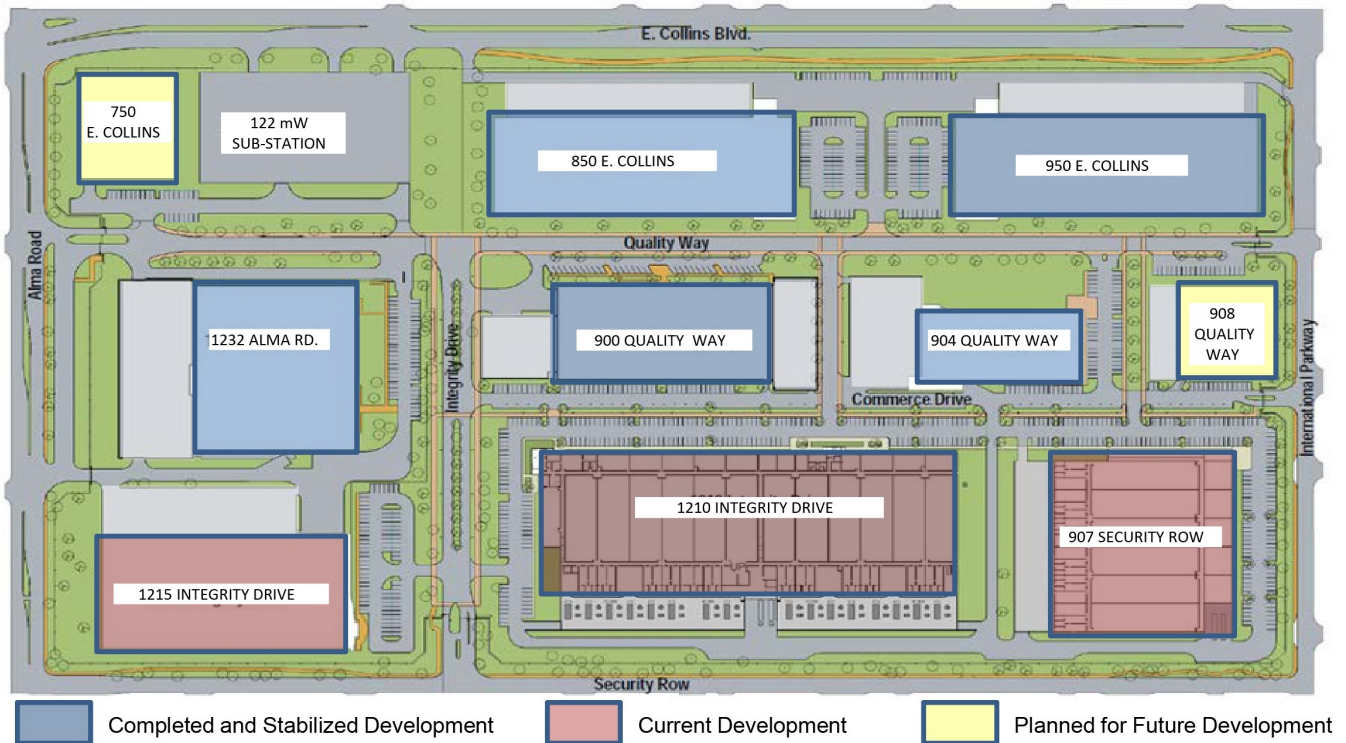 E. Collins Blvd.
750
E. COLLINS
122 mW
SUB-STATION
850 E. COLLINS
950 E. COLLINS
Quality Way
Alma Road
1232 ALMA RD.
Integrity Drive
900 QUALITY WAY
904 QUALITY WAY
908
QUALITY
WAY
International Parkway
Commerce Drive
1210 INTEGRITY DRIVE
907 SECURITY ROW
1215 INTEGRITY DRIVE
Security Row
Completed and Stabilized Development
Current Development
Planned for Future Development